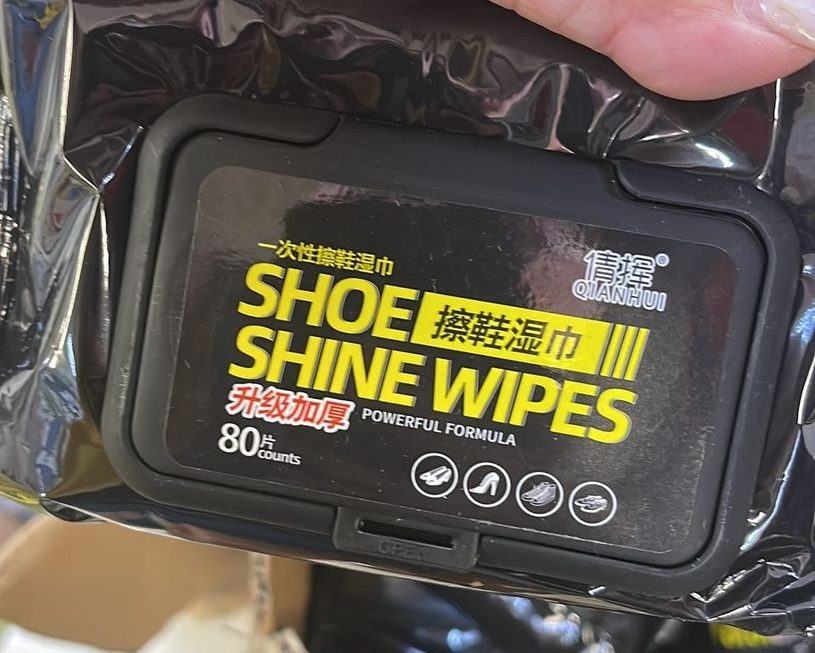 一次性擦鞋湿巾
倩挥®
QIANHUI
SHOE 擦鞋湿巾
SHINE WIPES
升级加厚 POWERFUL FORMULA
80片
counts
OPEN